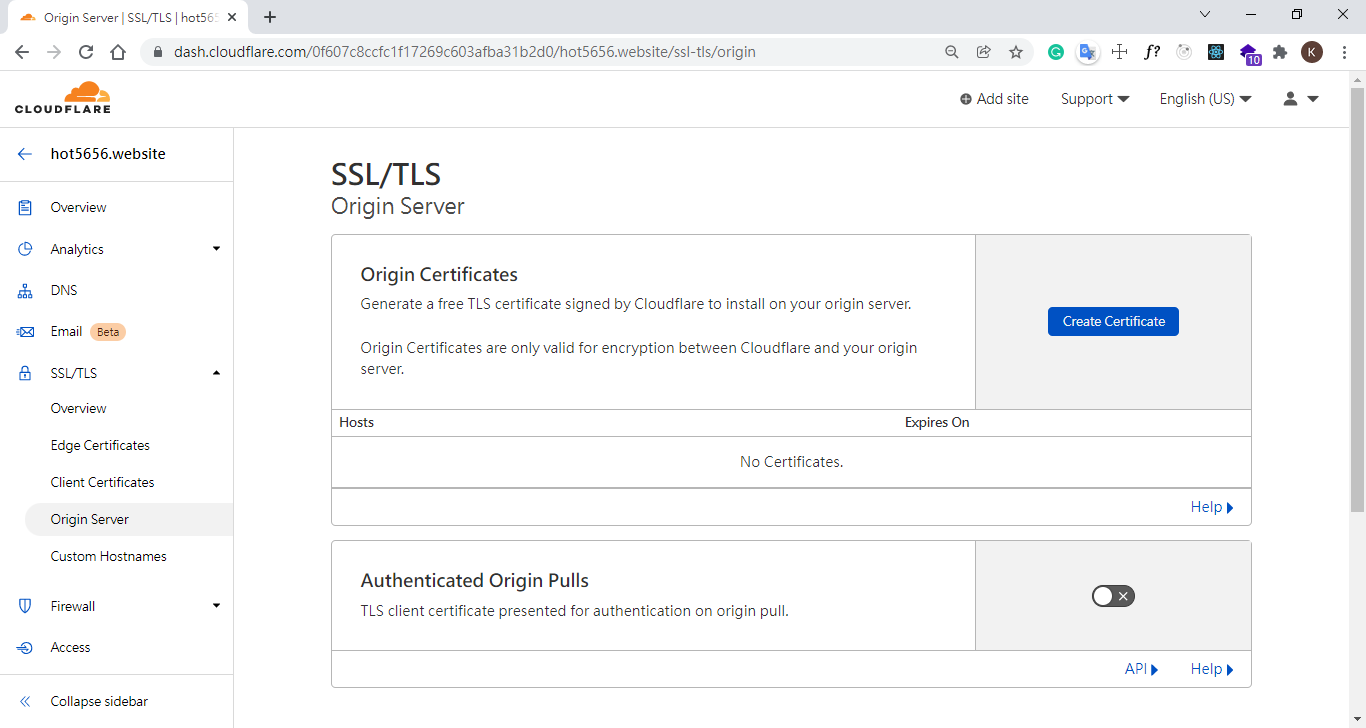 Origin Server | SSL/TLS | hot565
dash.cloudflare.com/0f607c8ccfc1f17269c603afba31b2d0/hot5656.website/ssl-tls/origin
f?
10
K
CLOUDFLARE
Add site
Support
English (US)
hot5656.website
Overview
Analytics
DNS
Email Beta
SSL/TLS
Overview
Edge Certificates
Client Certificates
Origin Server
Custom Hostnames
Firewall
Access
Collapse sidebar
SSL/TLS
Origin Server
Origin Certificates
Generate a free TLS certificate signed by Cloudflare to install on your origin server.
Origin Certificates are only valid for encryption between Cloudflare and your origin
server.
Create Certificate
Hosts
Expires On
No Certificates.
Help
Authenticated Origin Pulls
TLS client certificate presented for authentication on origin pull.
API
Help